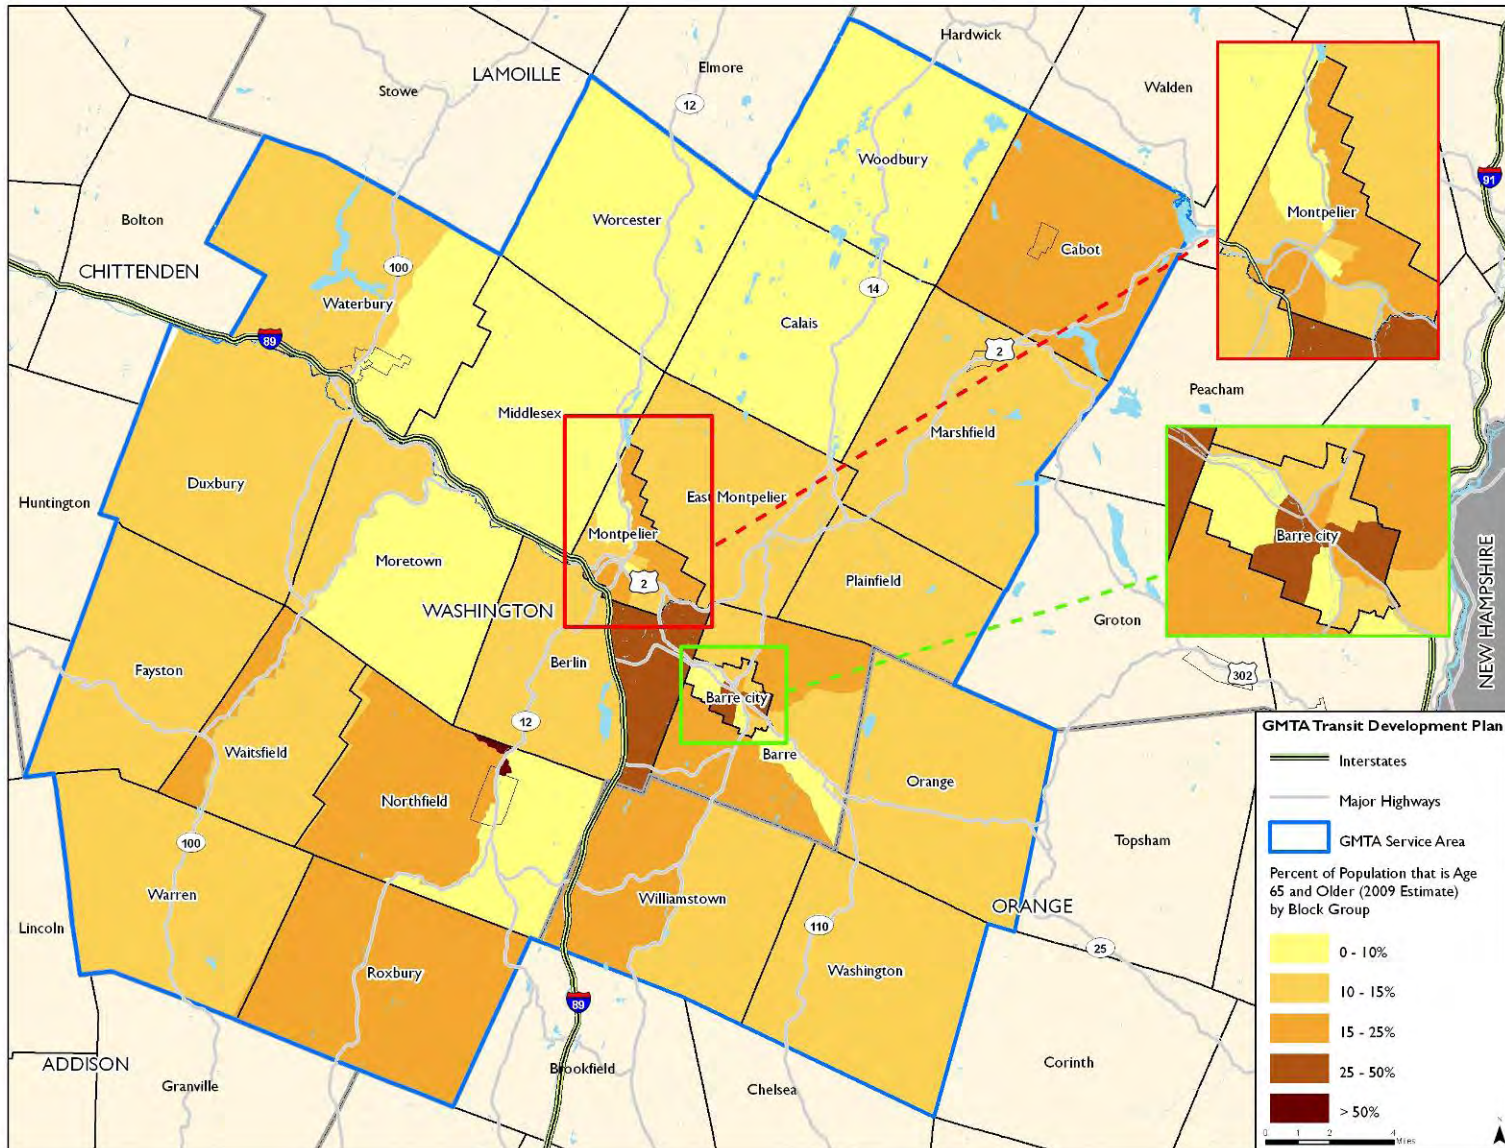 Hardwick
LAMOILLE
Elmore
Stowe
12
Walden
91
Woodbury
Bolton
Worcester
Montpelier
Cabot
CHITTENDEN
100
14
Waterbury
Calais
89
2
Peacham
Middlesex
Marshfield
Duxbury
Huntington
East Montpelier
Montpelier
Barre city
Moretown
2
Plainfield
WASHINGTON
Groton
NEW HAMPSHIRE
Berlin
Fayston
302
Barre city
12
Waitsfield
Barre
Orange
Northfield
100
Topsham
Warren
Williamstown
ORANGE
Lincoln
110
25
Roxbury
Washington
89
ADDISON
Granville
Brookfield
Chelsea
Corinth
GMTA Transit Development Plan
Interstates
Major Highways
GMTA Service Area
Percent of Population that is Age
65 and Older (2009 Estimate)
by Block Group
0 - 10%
10 - 15%
15 - 25%
25 - 50%
> 50%
0 1 2 4
Miles